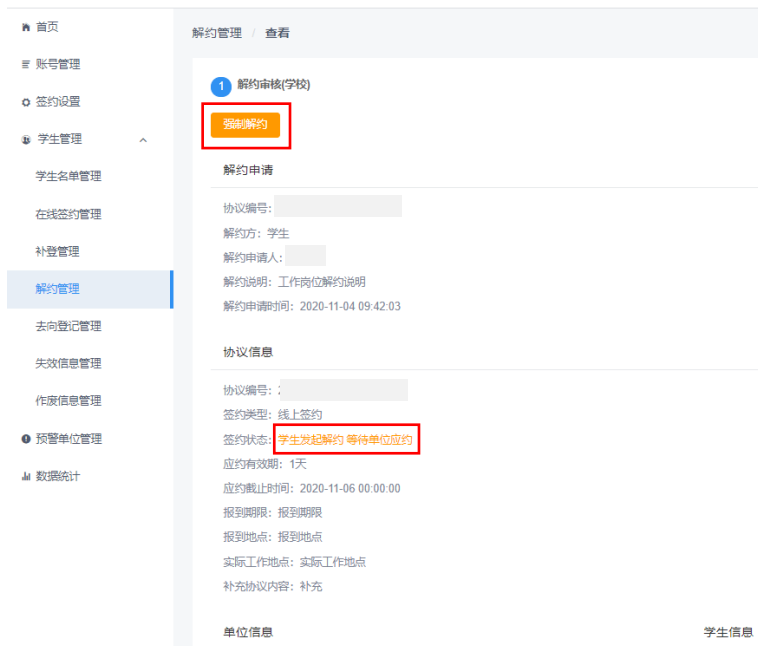 首页
账号管理
签约设置
学生管理
学生名单管理
在线签约管理
补登管理
解约管理
去向登记管理
失效信息管理
作废信息管理
预警单位管理
数据统计
解约管理 / 查看
1 解约审核(学校)
强制解约
解约申请
协议编号:
解约方: 学生
解约申请人:
解约说明: 工作岗位解约说明
解约申请时间: 2020-11-04 09:42:03
协议信息
协议编号:
签约类型: 线上签约
签约状态: 学生发起解约 等待单位应约
应约有效期: 1天
应约截止时间: 2020-11-06 00:00:00
报到期限: 报到期限
报到地点: 报到地点
实际工作地点: 实际工作地点
补充协议内容: 补充
单位信息 学生信息